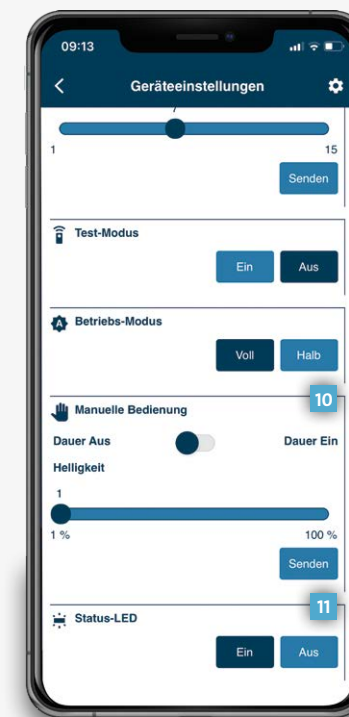 09:13
Geräteeinstellungen
7
1 15
Senden
Test-Modus
Ein Aus
Betriebs-Modus
Voll Halb
10
Manuelle Bedienung
Dauer Aus Dauer Ein
Helligkeit
1
1 % 100 %
Senden
11
Status-LED
Ein Aus